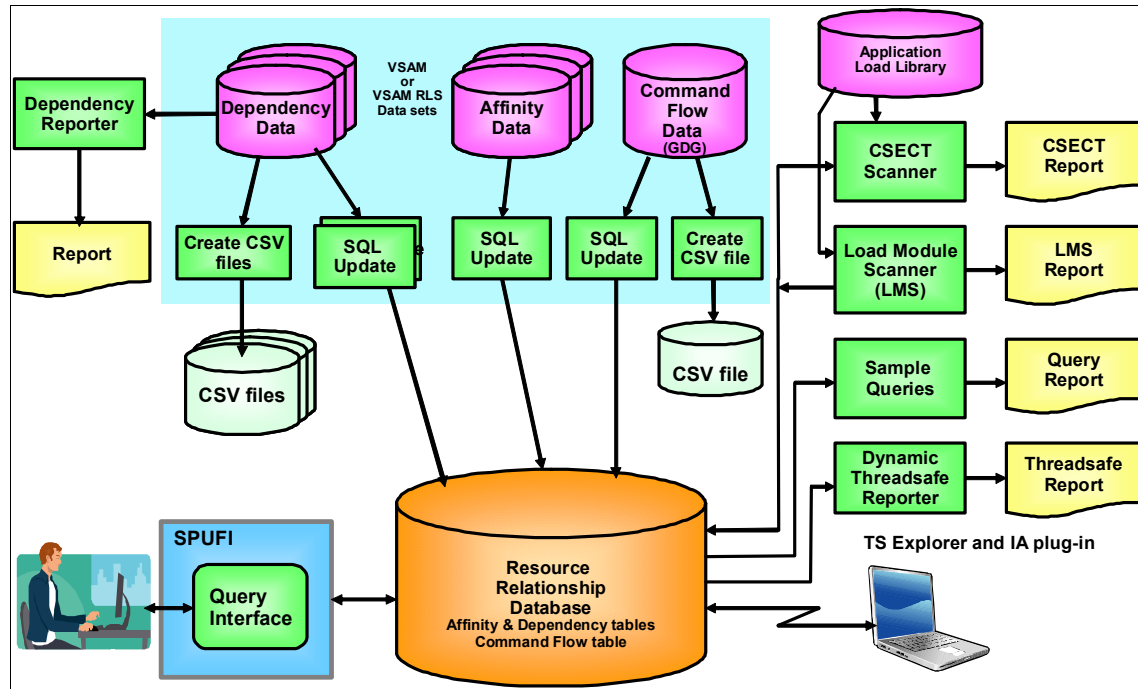 Application
Load Library
VSAM
or
VSAM RLS
Data sets
Dependency
Reporter
Dependency
Data
Affinity
Data
Command
Flow
Data
(GDG)
CSECT
Scanner
CSECT
Report
Report
Create CSV
files
SQL
Update
e
SQL
Update
SQL
Update
Create
CSV file
Load Module
Scanner
(LMS)
LMS
Report
CSV files
CSV file
Sample
Queries
Query
Report
Dynamic
Threadsafe
Reporter
Threadsafe
Report
TS Explorer and IA plug-in
SPUFI
Query
Interface
Resource
Relationship
Database
Affinity & Dependency tables
Command Flow table